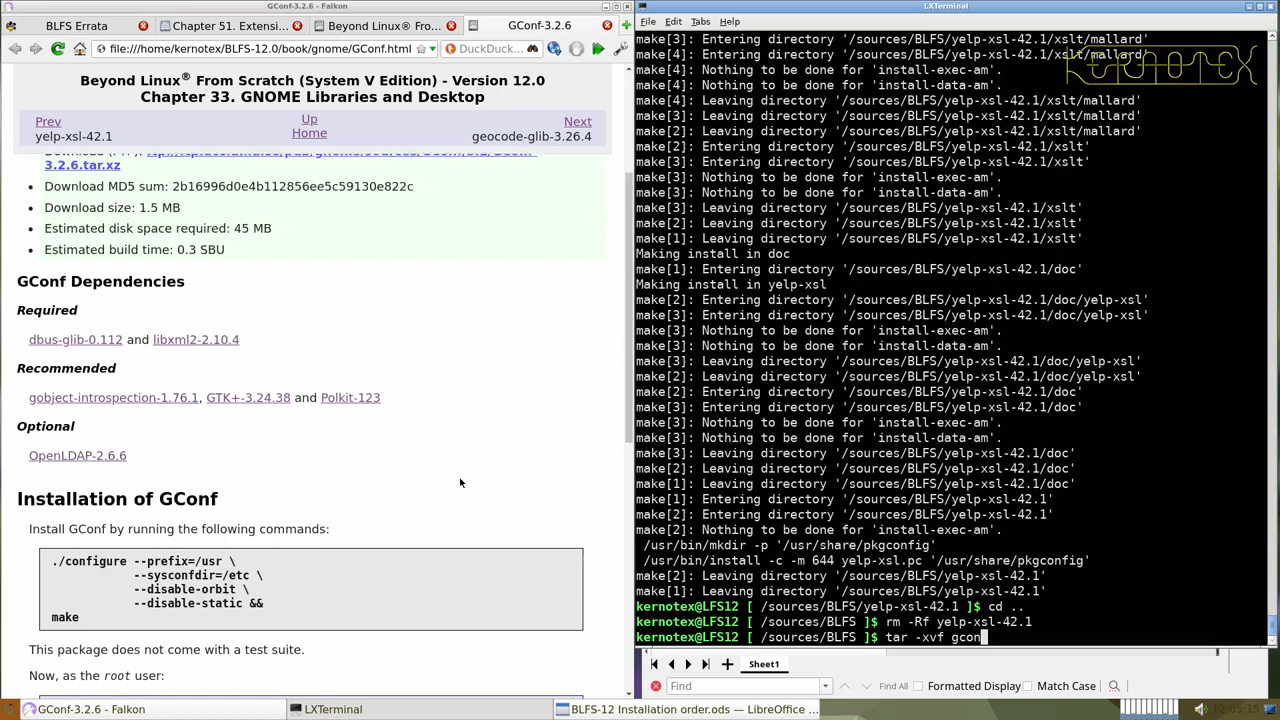 GConf-3.2.6 - Falkon
BLFS Errata
Chapter 51. Extensi...
Beyond Linux® Fro...
GConf-3.2.6
file:///home/kernotex/BLFS-12.0/book/gnome/GConf.html
DuckDuc...
Beyond Linux® From Scratch (System V Edition) - Version 12.0
Chapter 33. GNOME Libraries and Desktop
Prev
Up
Next
yelp-xsl-42.1
Home
geocode-glib-3.26.4
3.2.6.tar.xz
Download MD5 sum: 2b16996d0e4b112856ee5c59130e822c
Download size: 1.5 MB
Estimated disk space required: 45 MB
Estimated build time: 0.3 SBU
GConf Dependencies
Required
dbus-glib-0.112 and libxml2-2.10.4
Recommended
gobject-introspection-1.76.1, GTK+-3.24.38 and Polkit-123
Optional
OpenLDAP-2.6.6
Installation of GConf
Install GConf by running the following commands:
./configure --prefix=/usr \
--sysconfdir=/etc \
--disable-orbit \
--disable-static &&
make
This package does not come with a test suite.
Now, as the root user:
LXTerminal
File Edit Tabs Help
KERNOTEX
make[3]: Entering directory '/sources/BLFS/yelp-xsl-42.1/xslt/mallard'
make[4]: Entering directory '/sources/BLFS/yelp-xsl-42.1/xslt/mallard'
make[4]: Nothing to be done for 'install-exec-am'.
make[4]: Nothing to be done for 'install-data-am'.
make[4]: Leaving directory '/sources/BLFS/yelp-xsl-42.1/xslt/mallard'
make[3]: Leaving directory '/sources/BLFS/yelp-xsl-42.1/xslt/mallard'
make[2]: Leaving directory '/sources/BLFS/yelp-xsl-42.1/xslt/mallard'
make[2]: Entering directory '/sources/BLFS/yelp-xsl-42.1/xslt'
make[3]: Entering directory '/sources/BLFS/yelp-xsl-42.1/xslt'
make[3]: Nothing to be done for 'install-exec-am'.
make[3]: Nothing to be done for 'install-data-am'.
make[3]: Leaving directory '/sources/BLFS/yelp-xsl-42.1/xslt'
make[2]: Leaving directory '/sources/BLFS/yelp-xsl-42.1/xslt'
make[1]: Leaving directory '/sources/BLFS/yelp-xsl-42.1/xslt'
Making install in doc
make[1]: Entering directory '/sources/BLFS/yelp-xsl-42.1/doc'
Making install in yelp-xsl
make[2]: Entering directory '/sources/BLFS/yelp-xsl-42.1/doc/yelp-xsl'
make[3]: Entering directory '/sources/BLFS/yelp-xsl-42.1/doc/yelp-xsl'
make[3]: Nothing to be done for 'install-exec-am'.
make[3]: Nothing to be done for 'install-data-am'.
make[3]: Leaving directory '/sources/BLFS/yelp-xsl-42.1/doc/yelp-xsl'
make[2]: Leaving directory '/sources/BLFS/yelp-xsl-42.1/doc/yelp-xsl'
make[2]: Entering directory '/sources/BLFS/yelp-xsl-42.1/doc'
make[3]: Entering directory '/sources/BLFS/yelp-xsl-42.1/doc'
make[3]: Nothing to be done for 'install-exec-am'.
make[3]: Nothing to be done for 'install-data-am'.
make[3]: Leaving directory '/sources/BLFS/yelp-xsl-42.1/doc'
make[2]: Leaving directory '/sources/BLFS/yelp-xsl-42.1/doc'
make[1]: Leaving directory '/sources/BLFS/yelp-xsl-42.1/doc'
make[1]: Entering directory '/sources/BLFS/yelp-xsl-42.1'
make[2]: Entering directory '/sources/BLFS/yelp-xsl-42.1'
make[2]: Nothing to be done for 'install-exec-am'.
/usr/bin/mkdir -p '/usr/share/pkgconfig'
/usr/bin/install -c -m 644 yelp-xsl.pc '/usr/share/pkgconfig'
make[2]: Leaving directory '/sources/BLFS/yelp-xsl-42.1'
make[1]: Leaving directory '/sources/BLFS/yelp-xsl-42.1'
kernotex@LFS12 [ /sources/BLFS/yelp-xsl-42.1 ]$ cd ..
kernotex@LFS12 [ /sources/BLFS ]$ rm -Rf yelp-xsl-42.1
kernotex@LFS12 [ /sources/BLFS ]$ tar -xvf gcon
Sheet1
Find
Find All
Formatted Display
Match Case
GConf-3.2.6 - Falkon
LXTerminal
BLFS-12 Installation order.ods — LibreOffice ...
12:05:15